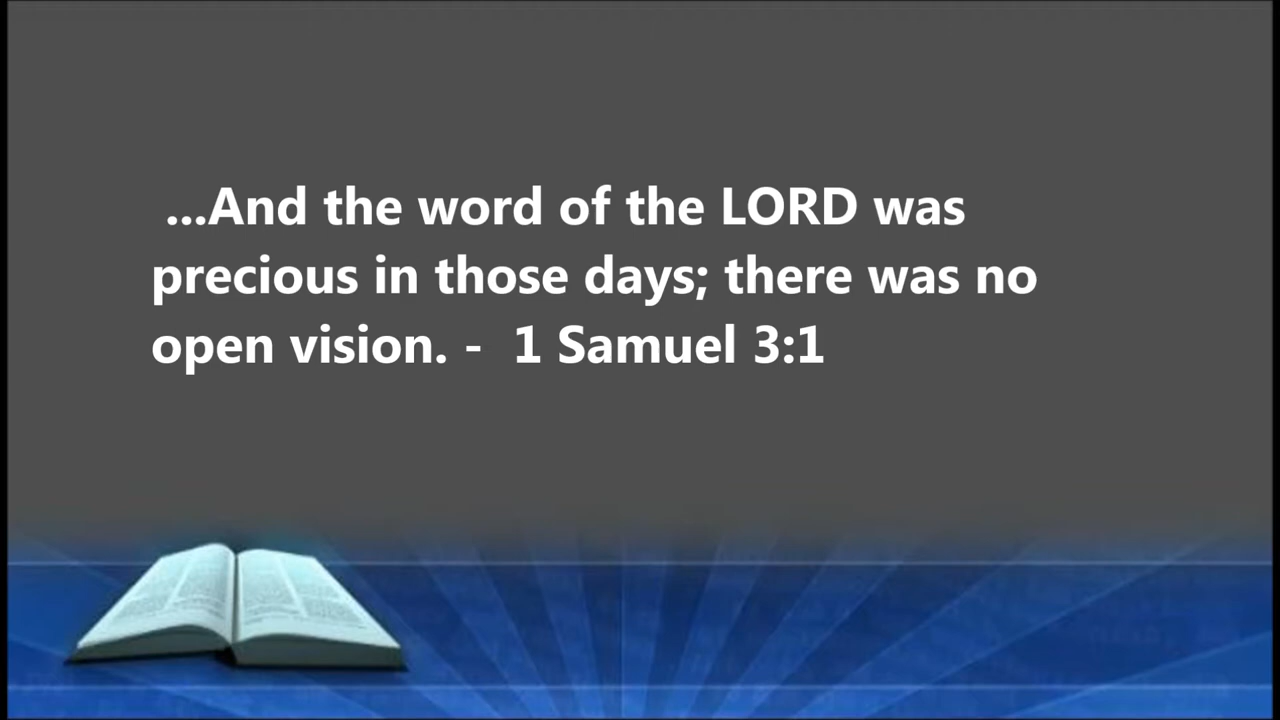 ...And the word of the LORD was
precious in those days; there was no
open vision. -  1 Samuel 3:1